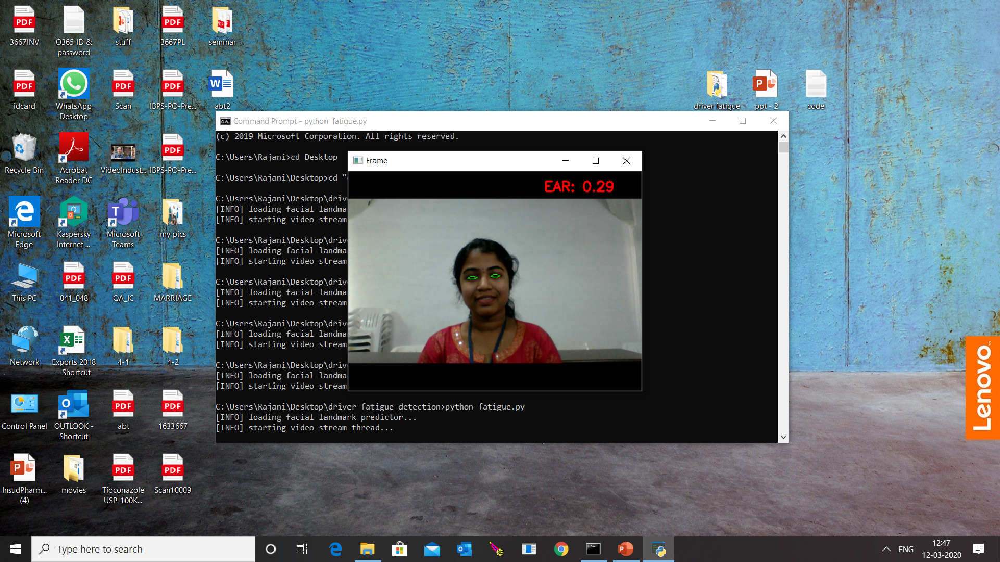 3667INV
O365 ID &
password
stuff
3667PL
seminar
idcard
WhatsApp
Desktop
Scan
IBPS-PO-Pre...
abt2
driver fatigue
ppt - 2
code
Recycle Bin
Acrobat
Reader DC
VideoIndust...
IBPS-PO-Pre...
Microsoft
Edge
Kaspersky
Internet ...
Microsoft
Teams
my pics
This PC
041_048
QA_IC
MARRIAGE
Network
Exports 2018
- Shortcut
4-1
4-2
Control Panel
OUTLOOK -
Shortcut
abt
1633667
InsudPharm...
(4)
movies
Tioconazole
USP-100K...
Scan10009
Command Prompt - python  fatigue.py
(c) 2019 Microsoft Corporation. All rights reserved.
C:\Users\Rajani>cd Desktop
C:\Users\Rajani\Desktop>cd "
C:\Users\Rajani\Desktop\driv
[INFO] loading facial landma
[INFO] starting video stream
C:\Users\Rajani\Desktop\driv
[INFO] loading facial landma
[INFO] starting video stream
C:\Users\Rajani\Desktop\driv
[INFO] loading facial landma
[INFO] starting video stream
C:\Users\Rajani\Desktop\driv
[INFO] loading facial landma
[INFO] starting video stream
C:\Users\Rajani\Desktop\driv
[INFO] loading facial landma
[INFO] starting video stream
C:\Users\Rajani\Desktop\driver fatigue detection>python fatigue.py
[INFO] loading facial landmark predictor...
[INFO] starting video stream thread...
Frame
EAR: 0.29
Lenovo
Type here to search
ENG
12:47
12-03-2020